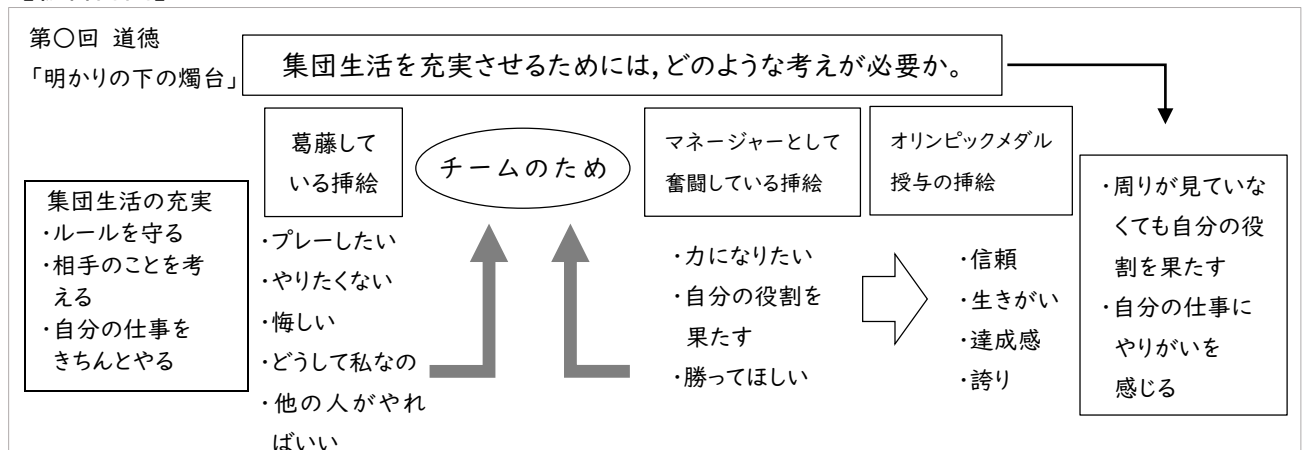 第〇回 道徳
「明かりの下の燭台」
集団生活を充実させるためには,どのような考えが必要か。
集団生活の充実
・ルールを守る
・相手のことを考
える
・自分の仕事を
きちんとやる
葛藤して
いる挿絵
・プレーしたい
・やりたくない
・悔しい
・どうして私なの
・他の人がやれ
ばいい
チームのため
マネージャーとして
奮闘している挿絵
・力になりたい
・自分の役割を
果たす
・勝ってほしい
オリンピックメダル
授与の挿絵
・信頼
・生きがい
・達成感
・誇り
・周りが見ていな
くても自分の役
割を果たす
・自分の仕事に
やりがいを
感じる